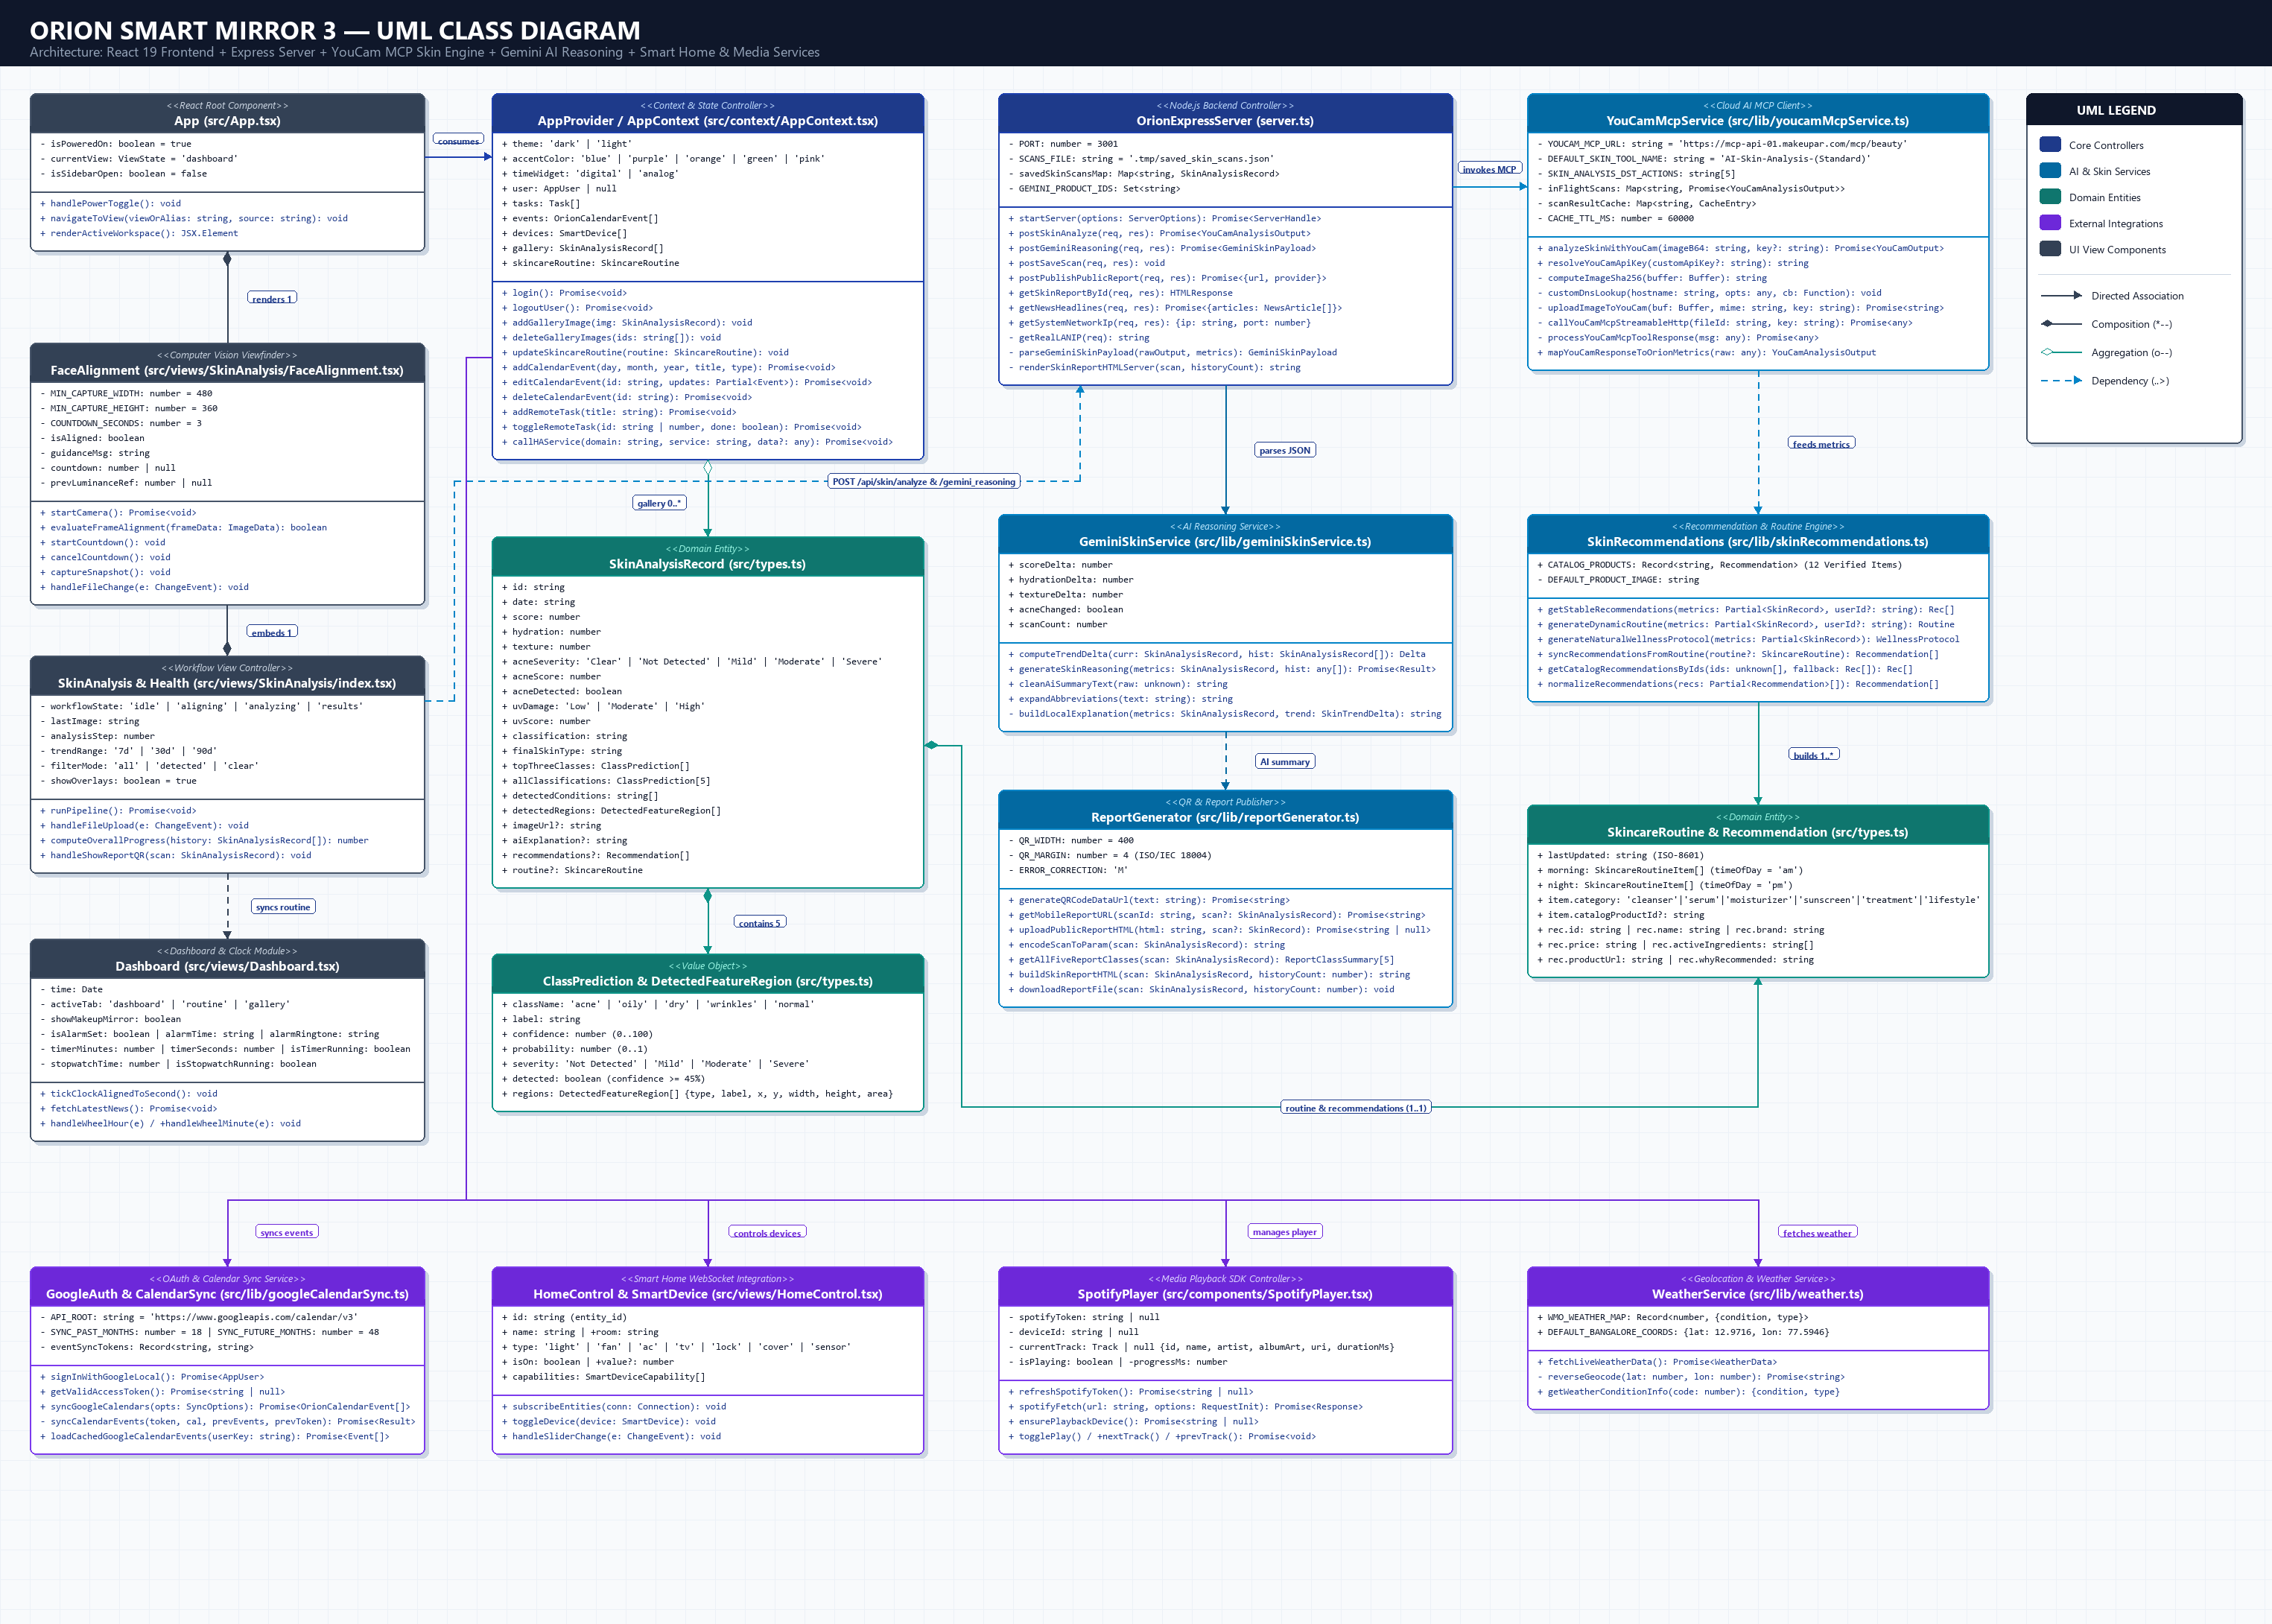 ORION SMART MIRROR 3 — UML CLASS DIAGRAM
Architecture: React 19 Frontend + Express Server + YouCam MCP Skin Engine + Gemini AI Reasoning + Smart Home & Media Services
<<React Root Component>>
App (src/App.tsx)
- isPoweredOn: boolean = true
- currentView: ViewState = 'dashboard'
- isSidebarOpen: boolean = false
+ handlePowerToggle(): void
+ navigateToView(viewOrAlias: string, source: string): void
+ renderActiveWorkspace(): JSX.Element
consumes
renders 1
<<Computer Vision Viewfinder>>
FaceAlignment (src/views/SkinAnalysis/FaceAlignment.tsx)
- MIN_CAPTURE_WIDTH: number = 480
- MIN_CAPTURE_HEIGHT: number = 360
- COUNTDOWN_SECONDS: number = 3
- isAligned: boolean
- guidanceMsg: string
- countdown: number | null
- prevLuminanceRef: number | null
+ startCamera(): Promise<void>
+ evaluateFrameAlignment(frameData: ImageData): boolean
+ startCountdown(): void
+ cancelCountdown(): void
+ captureSnapshot(): void
+ handleFileChange(e: ChangeEvent): void
embeds 1
<<Workflow View Controller>>
SkinAnalysis & Health (src/views/SkinAnalysis/index.tsx)
- workflowState: 'idle' | 'aligning' | 'analyzing' | 'results'
- lastImage: string
- analysisStep: number
- trendRange: '7d' | '30d' | '90d'
- filterMode: 'all' | 'detected' | 'clear'
- showOverlays: boolean = true
+ runPipeline(): Promise<void>
+ handleFileUpload(e: ChangeEvent): void
+ computeOverallProgress(history: SkinAnalysisRecord[]): number
+ handleShowReportQR(scan: SkinAnalysisRecord): void
syncs routine
<<Dashboard & Clock Module>>
Dashboard (src/views/Dashboard.tsx)
- time: Date
- activeTab: 'dashboard' | 'routine' | 'gallery'
- showMakeupMirror: boolean
- isAlarmSet: boolean | alarmTime: string | alarmRingtone: string
- timerMinutes: number | timerSeconds: number | isTimerRunning: boolean
- stopwatchTime: number | isStopwatchRunning: boolean
+ tickClockAlignedToSecond(): void
+ fetchLatestNews(): Promise<void>
+ handleWheelHour(e) / +handleWheelMinute(e): void
<<Context & State Controller>>
AppProvider / AppContext (src/context/AppContext.tsx)
+ theme: 'dark' | 'light'
+ accentColor: 'blue' | 'purple' | 'orange' | 'green' | 'pink'
+ timeWidget: 'digital' | 'analog'
+ user: AppUser | null
+ tasks: Task[]
+ events: OrionCalendarEvent[]
+ devices: SmartDevice[]
+ gallery: SkinAnalysisRecord[]
+ skincareRoutine: SkincareRoutine
+ login(): Promise<void>
+ logoutUser(): Promise<void>
+ addGalleryImage(img: SkinAnalysisRecord): void
+ deleteGalleryImages(ids: string[]): void
+ updateSkincareRoutine(routine: SkincareRoutine): void
+ addCalendarEvent(day, month, year, title, type): Promise<void>
+ editCalendarEvent(id: string, updates: Partial<Event>): Promise<void>
+ deleteCalendarEvent(id: string): Promise<void>
+ addRemoteTask(title: string): Promise<void>
+ toggleRemoteTask(id: string | number, done: boolean): Promise<void>
+ callHAService(domain: string, service: string, data?: any): Promise<void>
POST /api/skin/analyze & /gemini_reasoning
gallery 0..*
<<Domain Entity>>
SkinAnalysisRecord (src/types.ts)
+ id: string
+ date: string
+ score: number
+ hydration: number
+ texture: number
+ acneSeverity: 'Clear' | 'Not Detected' | 'Mild' | 'Moderate' | 'Severe'
+ acneScore: number
+ acneDetected: boolean
+ uvDamage: 'Low' | 'Moderate' | 'High'
+ uvScore: number
+ classification: string
+ finalSkinType: string
+ topThreeClasses: ClassPrediction[]
+ allClassifications: ClassPrediction[5]
+ detectedConditions: string[]
+ detectedRegions: DetectedFeatureRegion[]
+ imageUrl?: string
+ aiExplanation?: string
+ recommendations?: Recommendation[]
+ routine?: SkincareRoutine
contains 5
<<Value Object>>
ClassPrediction & DetectedFeatureRegion (src/types.ts)
+ className: 'acne' | 'oily' | 'dry' | 'wrinkles' | 'normal'
+ label: string
+ confidence: number (0..100)
+ probability: number (0..1)
+ severity: 'Not Detected' | 'Mild' | 'Moderate' | 'Severe'
+ detected: boolean (confidence >= 45%)
+ regions: DetectedFeatureRegion[] {type, label, x, y, width, height, area}
<<Node.js Backend Controller>>
OrionExpressServer (server.ts)
- PORT: number = 3001
- SCANS_FILE: string = '.tmp/saved_skin_scans.json'
- savedSkinScansMap: Map<string, SkinAnalysisRecord>
- GEMINI_PRODUCT_IDS: Set<string>
+ startServer(options: ServerOptions): Promise<ServerHandle>
+ postSkinAnalyze(req, res): Promise<YouCamAnalysisOutput>
+ postGeminiReasoning(req, res): Promise<GeminiSkinPayload>
+ postSaveScan(req, res): void
+ postPublishPublicReport(req, res): Promise<{url, provider}>
+ getSkinReportById(req, res): HTMLResponse
+ getNewsHeadlines(req, res): Promise<{articles: NewsArticle[]}>
+ getSystemNetworkIp(req, res): {ip: string, port: number}
- getRealLANIP(req): string
- parseGeminiSkinPayload(rawOutput, metrics): GeminiSkinPayload
- renderSkinReportHTMLServer(scan, historyCount): string
invokes MCP
parses JSON
<<AI Reasoning Service>>
GeminiSkinService (src/lib/geminiSkinService.ts)
+ scoreDelta: number
+ hydrationDelta: number
+ textureDelta: number
+ acneChanged: boolean
+ scanCount: number
+ computeTrendDelta(curr: SkinAnalysisRecord, hist: SkinAnalysisRecord[]): Delta
+ generateSkinReasoning(metrics: SkinAnalysisRecord, hist: any[]): Promise<Result>
- cleanAiSummaryText(raw: unknown): string
+ expandAbbreviations(text: string): string
- buildLocalExplanation(metrics: SkinAnalysisRecord, trend: SkinTrendDelta): string
AI summary
<<QR & Report Publisher>>
ReportGenerator (src/lib/reportGenerator.ts)
- QR_WIDTH: number = 400
- QR_MARGIN: number = 4 (ISO/IEC 18004)
- ERROR_CORRECTION: 'M'
+ generateQRCodeDataUrl(text: string): Promise<string>
+ getMobileReportURL(scanId: string, scan?: SkinAnalysisRecord): Promise<string>
+ uploadPublicReportHTML(html: string, scan?: SkinRecord): Promise<string | null>
+ encodeScanToParam(scan: SkinAnalysisRecord): string
+ getAllFiveReportClasses(scan: SkinAnalysisRecord): ReportClassSummary[5]
+ buildSkinReportHTML(scan: SkinAnalysisRecord, historyCount: number): string
+ downloadReportFile(scan: SkinAnalysisRecord, historyCount: number): void
<<Cloud AI MCP Client>>
YouCamMcpService (src/lib/youcamMcpService.ts)
- YOUCAM_MCP_URL: string = 'https://mcp-api-01.makeupar.com/mcp/beauty'
- DEFAULT_SKIN_TOOL_NAME: string = 'AI-Skin-Analysis-(Standard)'
- SKIN_ANALYSIS_DST_ACTIONS: string[5]
- inFlightScans: Map<string, Promise<YouCamAnalysisOutput>>
- scanResultCache: Map<string, CacheEntry>
- CACHE_TTL_MS: number = 60000
+ analyzeSkinWithYouCam(imageB64: string, key?: string): Promise<YouCamOutput>
+ resolveYouCamApiKey(customApiKey?: string): string
- computeImageSha256(buffer: Buffer): string
- customDnsLookup(hostname: string, opts: any, cb: Function): void
- uploadImageToYouCam(buf: Buffer, mime: string, key: string): Promise<string>
- callYouCamMcpStreamableHttp(fileId: string, key: string): Promise<any>
- processYouCamMcpToolResponse(msg: any): Promise<any>
+ mapYouCamResponseToOrionMetrics(raw: any): YouCamAnalysisOutput
feeds metrics
<<Recommendation & Routine Engine>>
SkinRecommendations (src/lib/skinRecommendations.ts)
+ CATALOG_PRODUCTS: Record<string, Recommendation> (12 Verified Items)
- DEFAULT_PRODUCT_IMAGE: string
+ getStableRecommendations(metrics: Partial<SkinRecord>, userId?: string): Rec[]
+ generateDynamicRoutine(metrics: Partial<SkinRecord>, userId?: string): Routine
+ generateNaturalWellnessProtocol(metrics: Partial<SkinRecord>): WellnessProtocol
+ syncRecommendationsFromRoutine(routine?: SkincareRoutine): Recommendation[]
+ getCatalogRecommendationsByIds(ids: unknown[], fallback: Rec[]): Rec[]
+ normalizeRecommendations(recs: Partial<Recommendation>[]): Recommendation[]
builds 1..*
<<Domain Entity>>
SkincareRoutine & Recommendation (src/types.ts)
+ lastUpdated: string (ISO-8601)
+ morning: SkincareRoutineItem[] (timeOfDay = 'am')
+ night: SkincareRoutineItem[] (timeOfDay = 'pm')
+ item.category: 'cleanser'|'serum'|'moisturizer'|'sunscreen'|'treatment'|'lifestyle'
+ item.catalogProductId?: string
+ rec.id: string | rec.name: string | rec.brand: string
+ rec.price: string | rec.activeIngredients: string[]
+ rec.productUrl: string | rec.whyRecommended: string
routine & recommendations (1..1)
UML LEGEND
Core Controllers
AI & Skin Services
Domain Entities
External Integrations
UI View Components
Directed Association
Composition (*--)
Aggregation (o--)
Dependency (..>)
syncs events
controls devices
manages player
fetches weather
<<OAuth & Calendar Sync Service>>
GoogleAuth & CalendarSync (src/lib/googleCalendarSync.ts)
- API_ROOT: string = 'https://www.googleapis.com/calendar/v3'
- SYNC_PAST_MONTHS: number = 18 | SYNC_FUTURE_MONTHS: number = 48
- eventSyncTokens: Record<string, string>
+ signInWithGoogleLocal(): Promise<AppUser>
+ getValidAccessToken(): Promise<string | null>
+ syncGoogleCalendars(opts: SyncOptions): Promise<OrionCalendarEvent[]>
- syncCalendarEvents(token, cal, prevEvents, prevToken): Promise<Result>
+ loadCachedGoogleCalendarEvents(userKey: string): Promise<Event[]>
<<Smart Home WebSocket Integration>>
HomeControl & SmartDevice (src/views/HomeControl.tsx)
+ id: string (entity_id)
+ name: string | +room: string
+ type: 'light' | 'fan' | 'ac' | 'tv' | 'lock' | 'cover' | 'sensor'
+ isOn: boolean | +value?: number
+ capabilities: SmartDeviceCapability[]
+ subscribeEntities(conn: Connection): void
+ toggleDevice(device: SmartDevice): void
+ handleSliderChange(e: ChangeEvent): void
<<Media Playback SDK Controller>>
SpotifyPlayer (src/components/SpotifyPlayer.tsx)
- spotifyToken: string | null
- deviceId: string | null
- currentTrack: Track | null {id, name, artist, albumArt, uri, durationMs}
- isPlaying: boolean | -progressMs: number
+ refreshSpotifyToken(): Promise<string | null>
+ spotifyFetch(url: string, options: RequestInit): Promise<Response>
+ ensurePlaybackDevice(): Promise<string | null>
+ togglePlay() / +nextTrack() / +prevTrack(): Promise<void>
<<Geolocation & Weather Service>>
WeatherService (src/lib/weather.ts)
+ WMO_WEATHER_MAP: Record<number, {condition, type}>
+ DEFAULT_BANGALORE_COORDS: {lat: 12.9716, lon: 77.5946}
+ fetchLiveWeatherData(): Promise<WeatherData>
- reverseGeocode(lat: number, lon: number): Promise<string>
+ getWeatherConditionInfo(code: number): {condition, type}